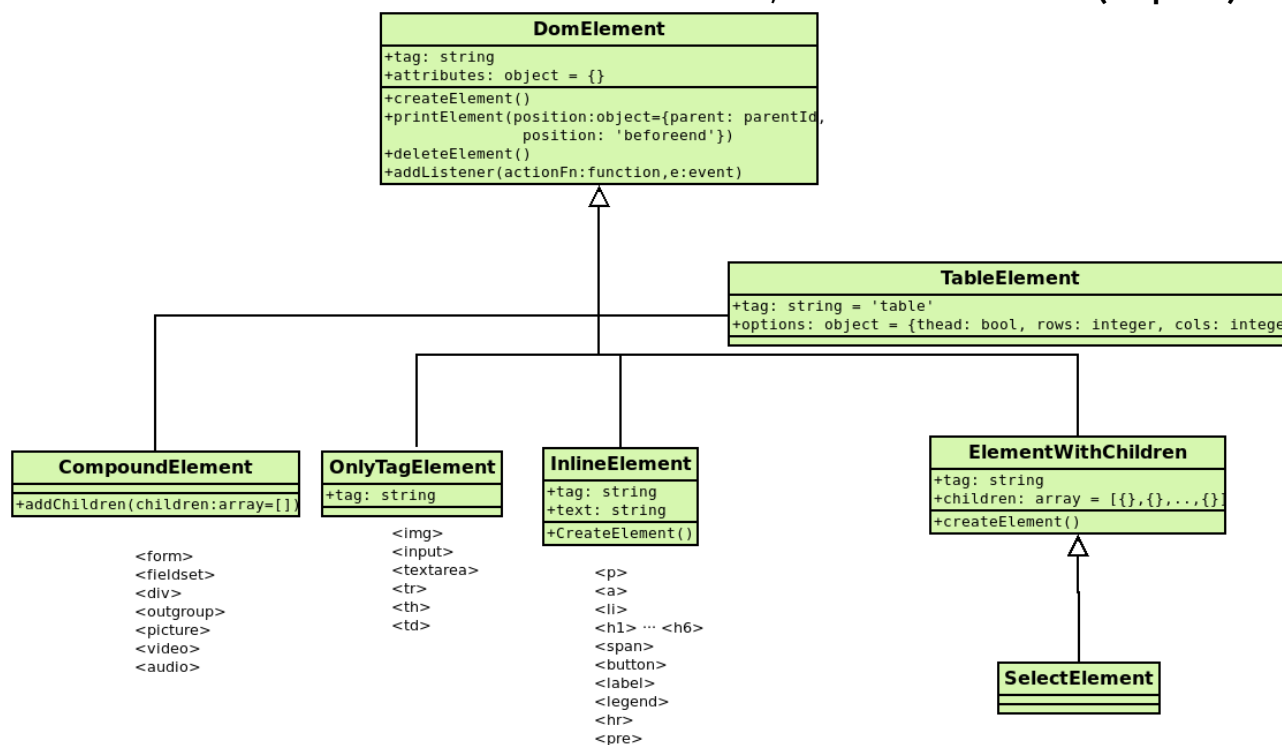 DomElement
+tag: string
+attributes: object = {}
+createElement()
+printElement(position:object={parent: parentId,
position: 'beforeend'})
+deleteElement()
+addListener(actionFn:function,e:event)
TableElement
+tag: string = 'table'
+options: object = {thead: bool, rows: integer, cols: intege
CompoundElement
+addChildren(children:array=[])
<form>
<fieldset>
<div>
<outgroup>
<picture>
<video>
<audio>
OnlyTagElement
+tag: string
<img>
<input>
<textarea>
<tr>
<th>
<td>
InlineElement
+tag: string
+text: string
+CreateElement()
<p>
<a>
<li>
<h1> ··· <h6>
<span>
<button>
<label>
<legend>
<hr>
<pre>
ElementWithChildren
+tag: string
+children: array = [{},{},..,{}]
+createElement()
SelectElement